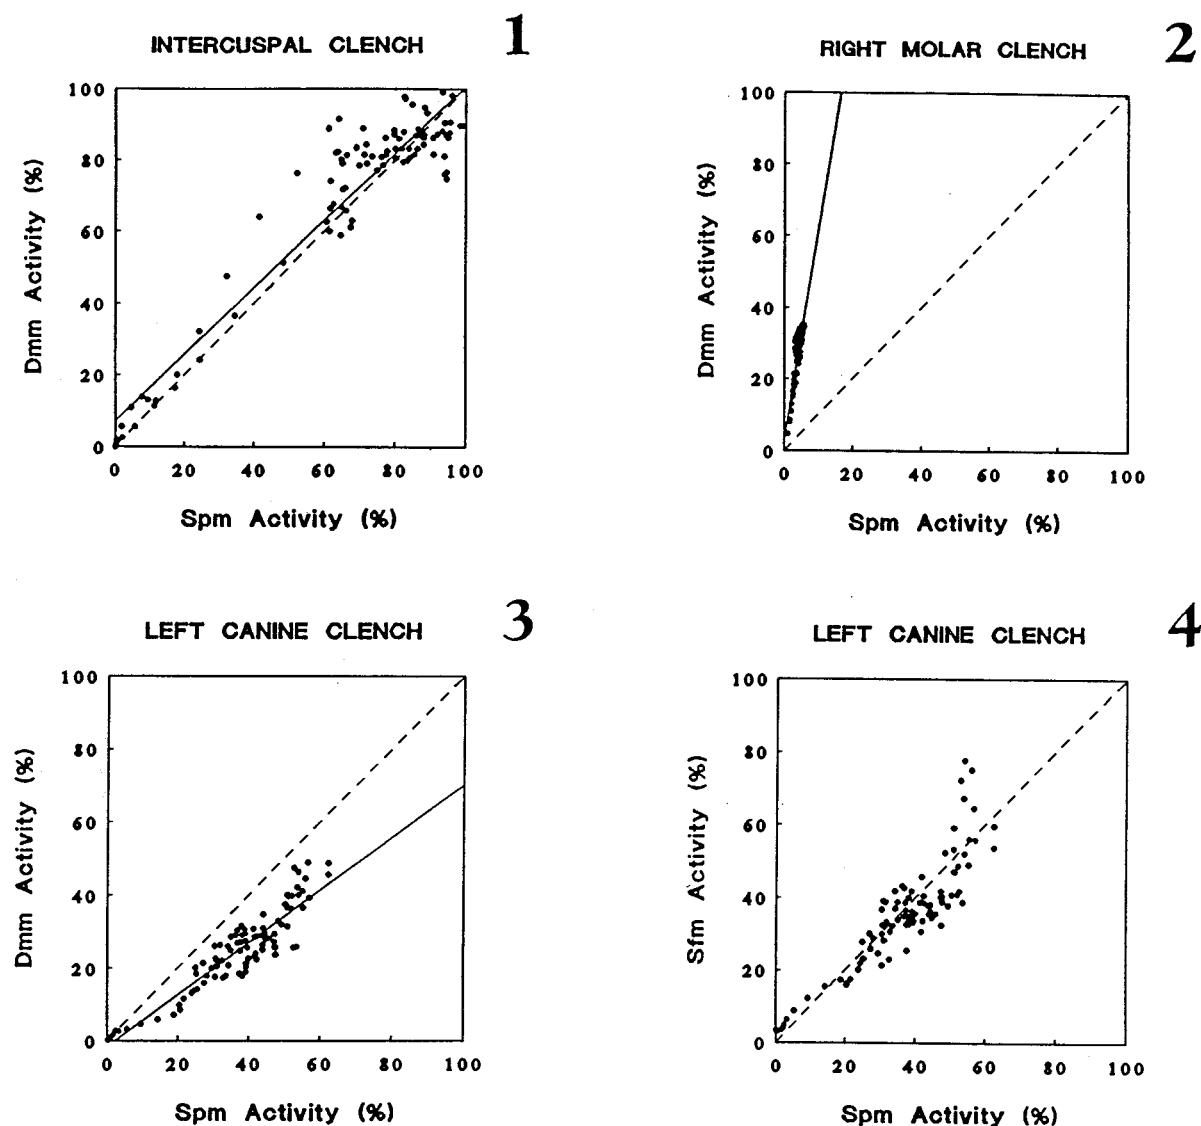 INTERCUSPAL CLENCH 1
100
80
60
40
20
0
0 20 40 60 80 100
Dmm Activity (%)
Spm Activity (%)
RIGHT MOLAR CLENCH 2
100
80
60
40
20
0
0 20 40 60 80 100
Dmm Activity (%)
Spm Activity (%)
LEFT CANINE CLENCH 3
100
80
60
40
20
0
0 20 40 60 80 100
Dmm Activity (%)
Spm Activity (%)
LEFT CANINE CLENCH 4
100
80
60
40
20
0
0 20 40 60 80 100
Sfm Activity (%)
Spm Activity (%)